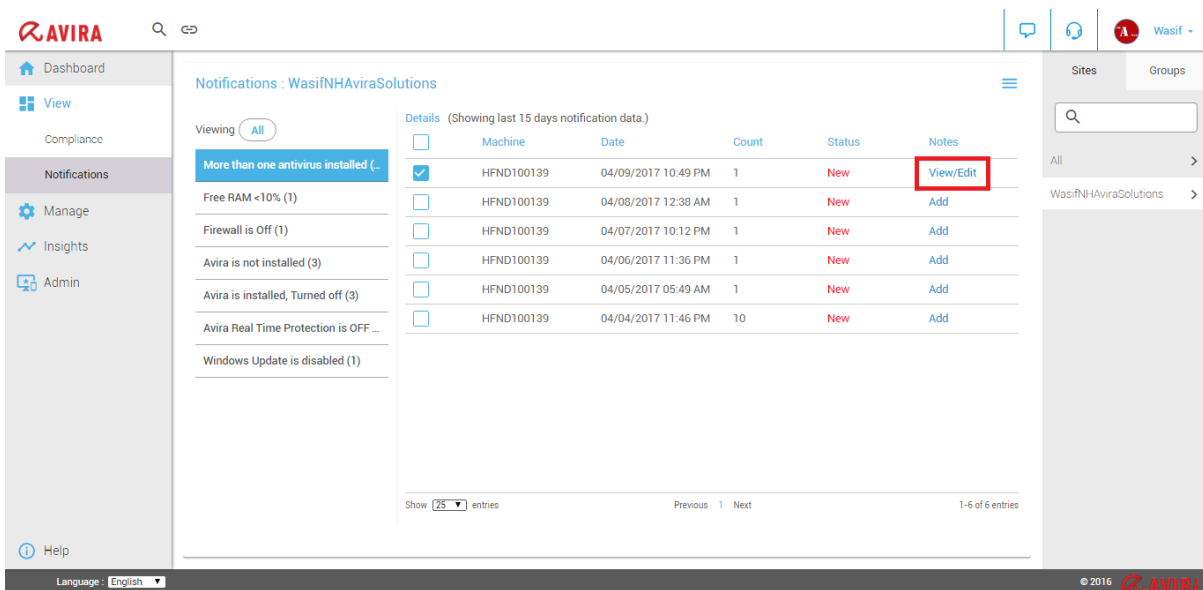 AVIRA
Wasif
Dashboard
View
Compliance
Notifications
Manage
Insights
Admin
Help
Notifications : WasifNHAviraSolutions
Viewing All
More than one antivirus installed (...
Free RAM <10% (1)
Firewall is Off (1)
Avira is not installed (3)
Avira is installed, Turned off (3)
Avira Real Time Protection is OFF ...
Windows Update is disabled (1)
Details (Showing last 15 days notification data.)
Machine Date Count Status Notes
HFND100139 04/09/2017 10:49 PM 1 New View/Edit
HFND100139 04/08/2017 12:38 AM 1 New Add
HFND100139 04/07/2017 10:12 PM 1 New Add
HFND100139 04/06/2017 11:36 PM 1 New Add
HFND100139 04/05/2017 05:49 AM 1 New Add
HFND100139 04/04/2017 11:46 PM 10 New Add
Show 25 entries Previous 1 Next 1-6 of 6 entries
Sites Groups
All
WasifNHAviraSolutions
Language : English
© 2016 AVIRA